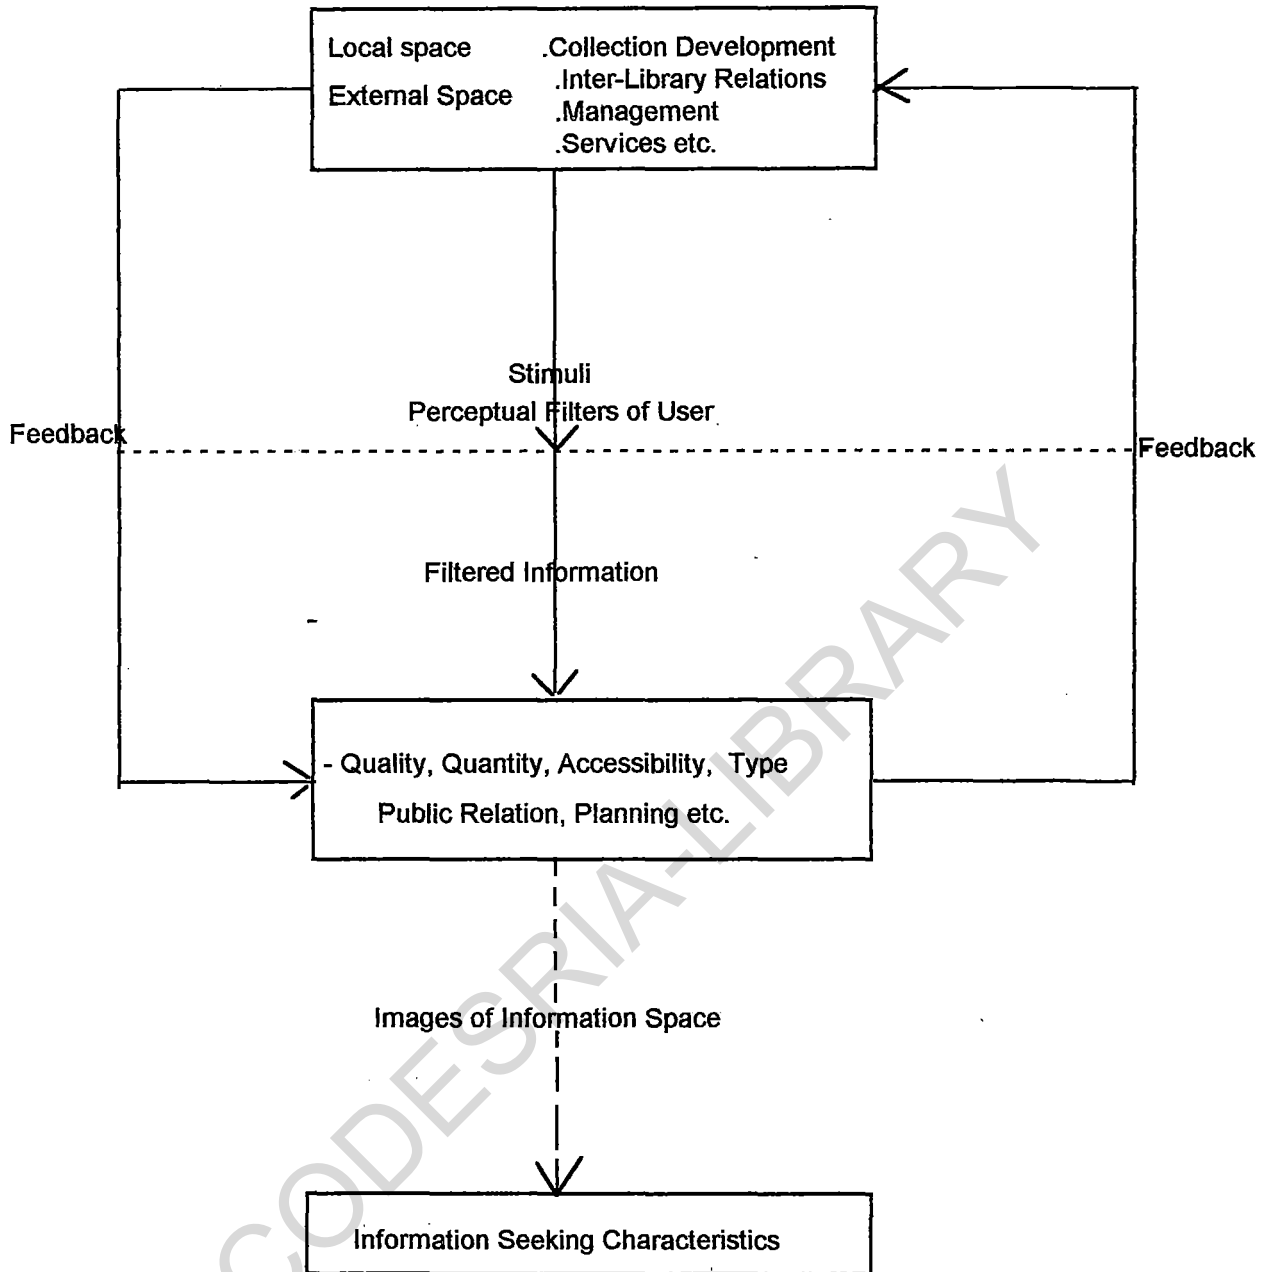 Local space .Collection Development
.Inter-Library Relations
External Space
.Management
.Services etc.
Stimuli
Perceptual Filters of User
Feedback
Feedback
Filtered Information
- Quality, Quantity, Accessibility, Type
Public Relation, Planning etc.
Images of Information Space
Information Seeking Characteristics
CODESRIA-LIBRARY